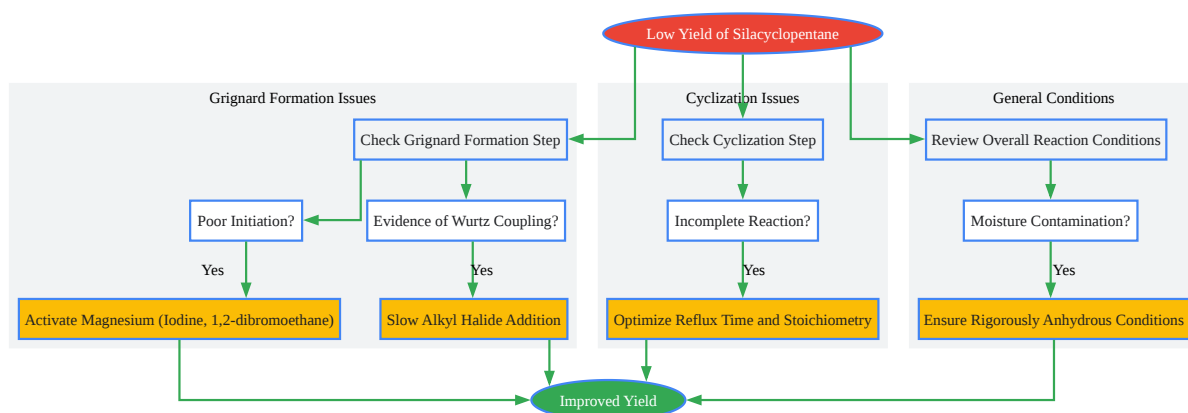 Low Yield of Silacyclopentane
Grignard Formation Issues
Cyclization Issues
General Conditions
Check Grignard Formation Step
Check Cyclization Step
Review Overall Reaction Conditions
Poor Initiation?
Evidence of Wurtz Coupling?
Incomplete Reaction?
Moisture Contamination?
Yes
Yes
Yes
Yes
Activate Magnesium (Iodine, 1,2-dibromoethane)
Slow Alkyl Halide Addition
Optimize Reflux Time and Stoichiometry
Ensure Rigorously Anhydrous Conditions
Improved Yield